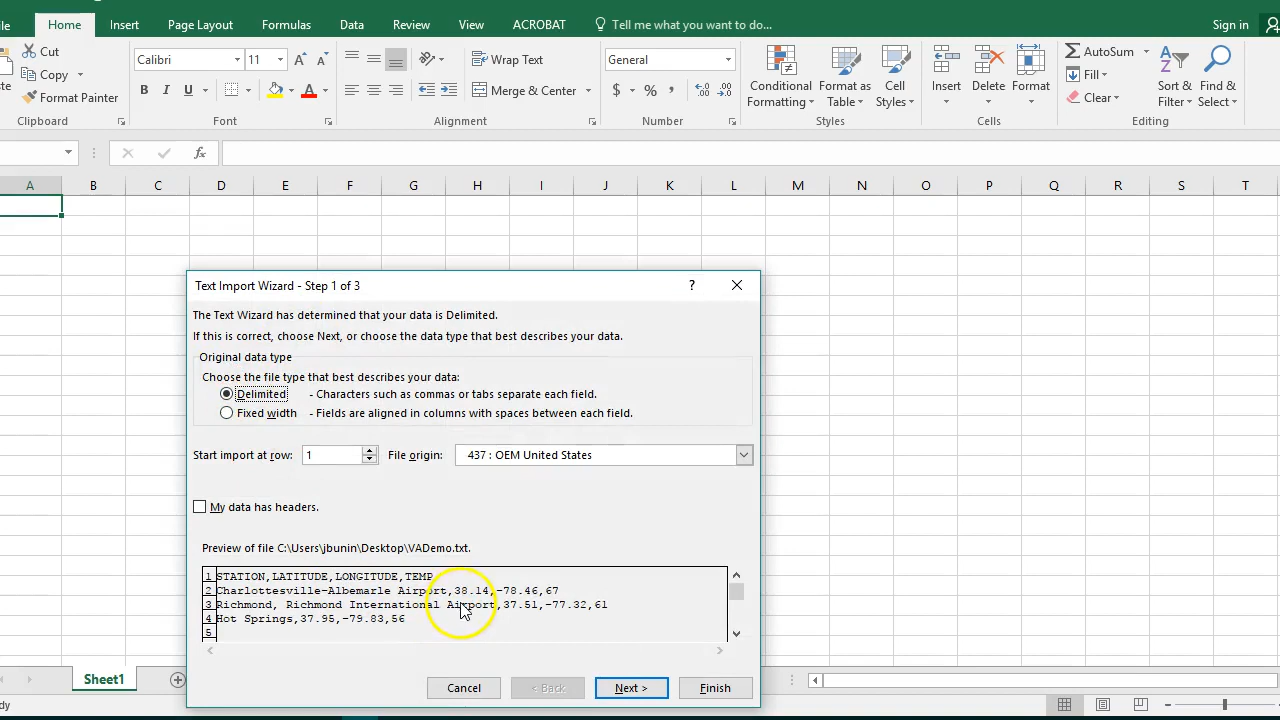 Home Insert Page Layout Formulas Data Review View ACROBAT Tell me what you want to do... Sign in
Cut
Copy
Format Painter
Clipboard
Calibri 11
B I U A
Font
Wrap Text
Merge & Center
Alignment
General
$ % ,
Number
Conditional Formatting
Format as Table
Cell Styles
Styles
Insert Delete Format
Cells
AutoSum
Fill
Clear
Sort & Filter
Find & Select
Editing
fx
A B C D E F G H I J K L M N O P Q R S T
Text Import Wizard - Step 1 of 3 ?
The Text Wizard has determined that your data is Delimited.
If this is correct, choose Next, or choose the data type that best describes your data.
Original data type
Choose the file type that best describes your data:
Delimited - Characters such as commas or tabs separate each field.
Fixed width - Fields are aligned in columns with spaces between each field.
Start import at row: 1 File origin: 437 : OEM United States
My data has headers.
Preview of file C:\Users\jbunin\Desktop\VADemo.txt.
1 STATION,LATITUDE,LONGITUDE,TEMP
2 Charlottesville-Albemarle Airport,38.14,-78.46,67
3 Richmond, Richmond International Airport,37.51,-77.32,61
4 Hot Springs,37.95,-79.83,56
5
Cancel < Back Next > Finish
Sheet1